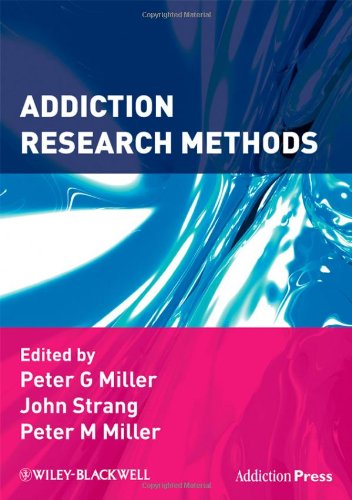 ADDICTION
RESEARCH METHODS
Edited by
Peter G Miller
John Strang
Peter M Miller
WILEY-BLACKWELL
Addiction Press